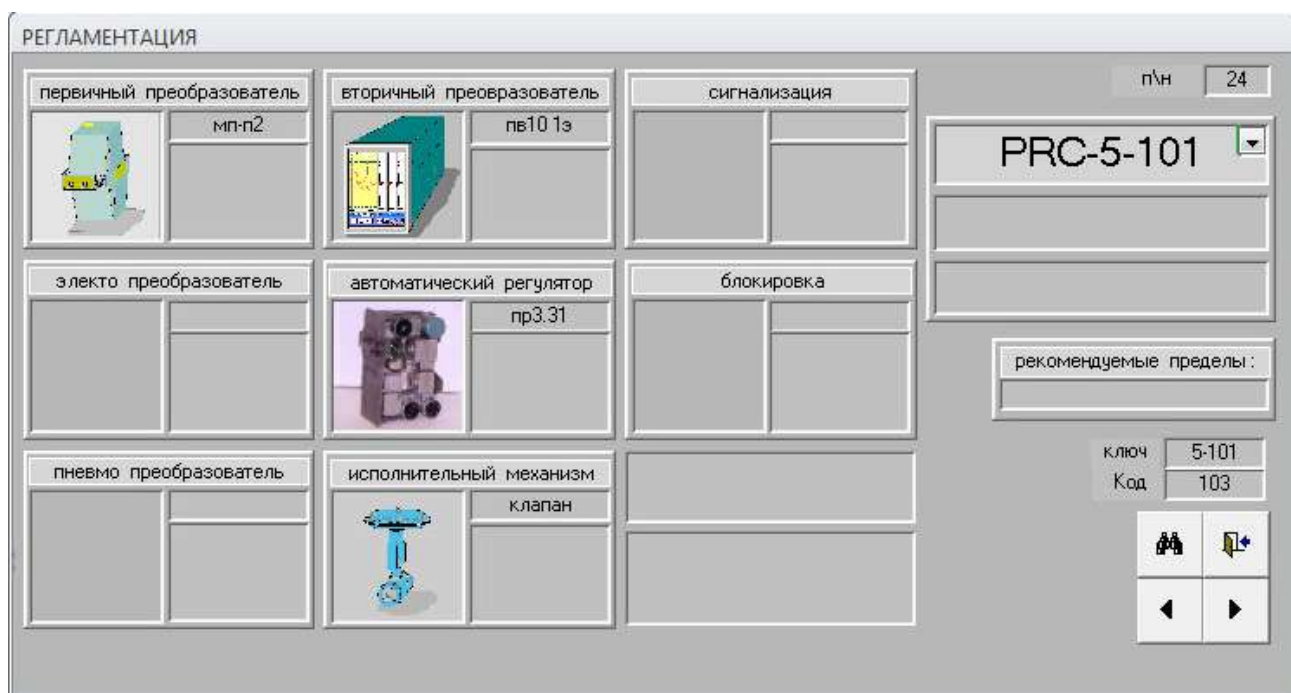 РЕГЛАМЕНТАЦИЯ
первичный преобразователь
вторичный преовразователь
сигнализация
п\н 24
мп-п2
пв10 1э
PRC-5-101
электо преобразователь
автоматический регулятор
блокировка
пр3.31
рекомендуемые пределы:
ключ 5-101
Код 103
пневмо преобразователь
исполнительный механизм
клапан